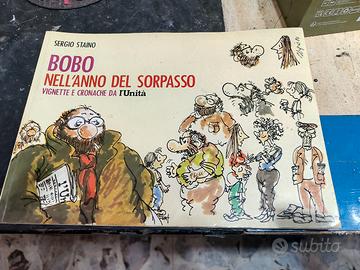 SERGIO STAINO
BOBO
NELL'ANNO DEL SORPASSO
VIGNETTE E CRONACHE DA l'Unità
subito